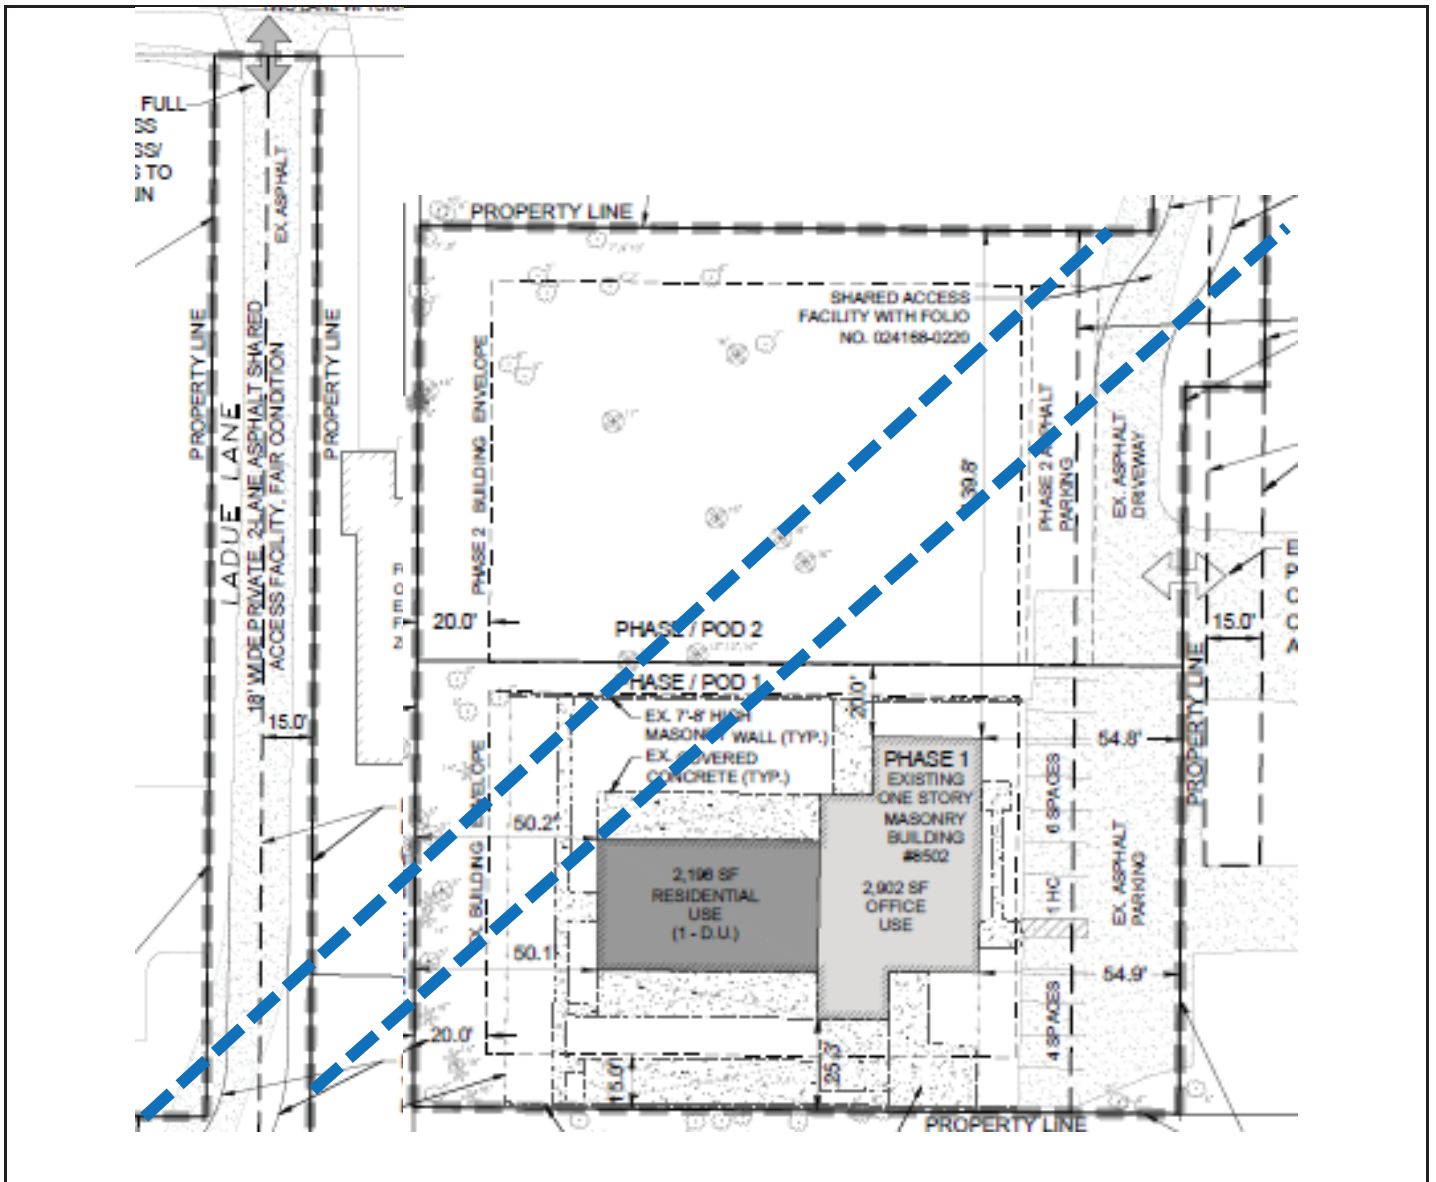 FULL
TO
PROPERTY LINE
LADUE LANE
18' WIDE PRIVATE, 2-LANE ASPHALT SHARED
ACCESS FACILITY, FAIR CONDITION
EX. ASPHALT
PROPERTY LINE
15.0'
PROPERTY LINE
SHARED ACCESS
FACILITY WITH FOLIO
NO. 024168-0220
PHASE 2 BUILDING ENVELOPE
39.8'
PHASE 2 ASPHALT
PARKING
EX. ASPHALT
DRIVEWAY
20.0'
PHASE / POD 2
15.0'
PROPERTY LINE
HASE / POD 1
20.0'
EX. 7'-8' HIGH
MASONRY WALL (TYP.)
EX. COVERED
CONCRETE (TYP.)
54.8'
PHASE 1
EXISTING
ONE STORY
MASONRY
BUILDING
#8502
2,902 SF
OFFICE
USE
50.2'
2,196 SF
RESIDENTIAL
USE
(1 - D.U.)
50.1'
BUILDING ENVELOPE
6 SPACES
1 HC
4 SPACES
EX. ASPHALT
PARKING
54.9'
20.0'
15.0'
25.3'
PROPERTY LINE